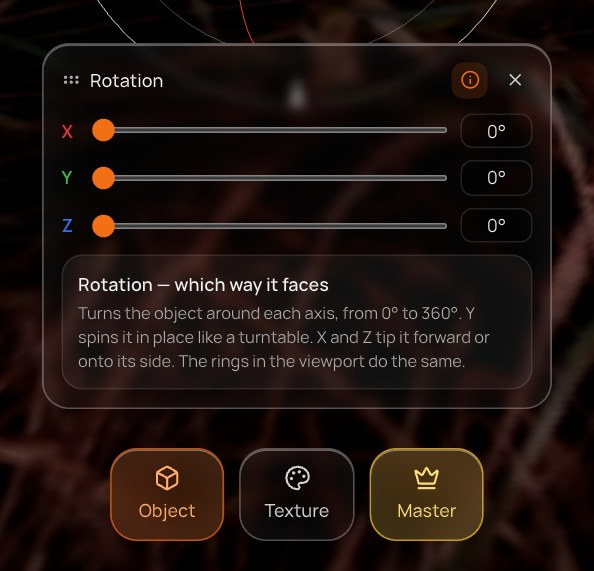 Rotation
X 0°
Y 0°
Z 0°
Rotation — which way it faces
Turns the object around each axis, from 0° to 360°. Y
spins it in place like a turntable. X and Z tip it forward or
onto its side. The rings in the viewport do the same.
Object Texture Master